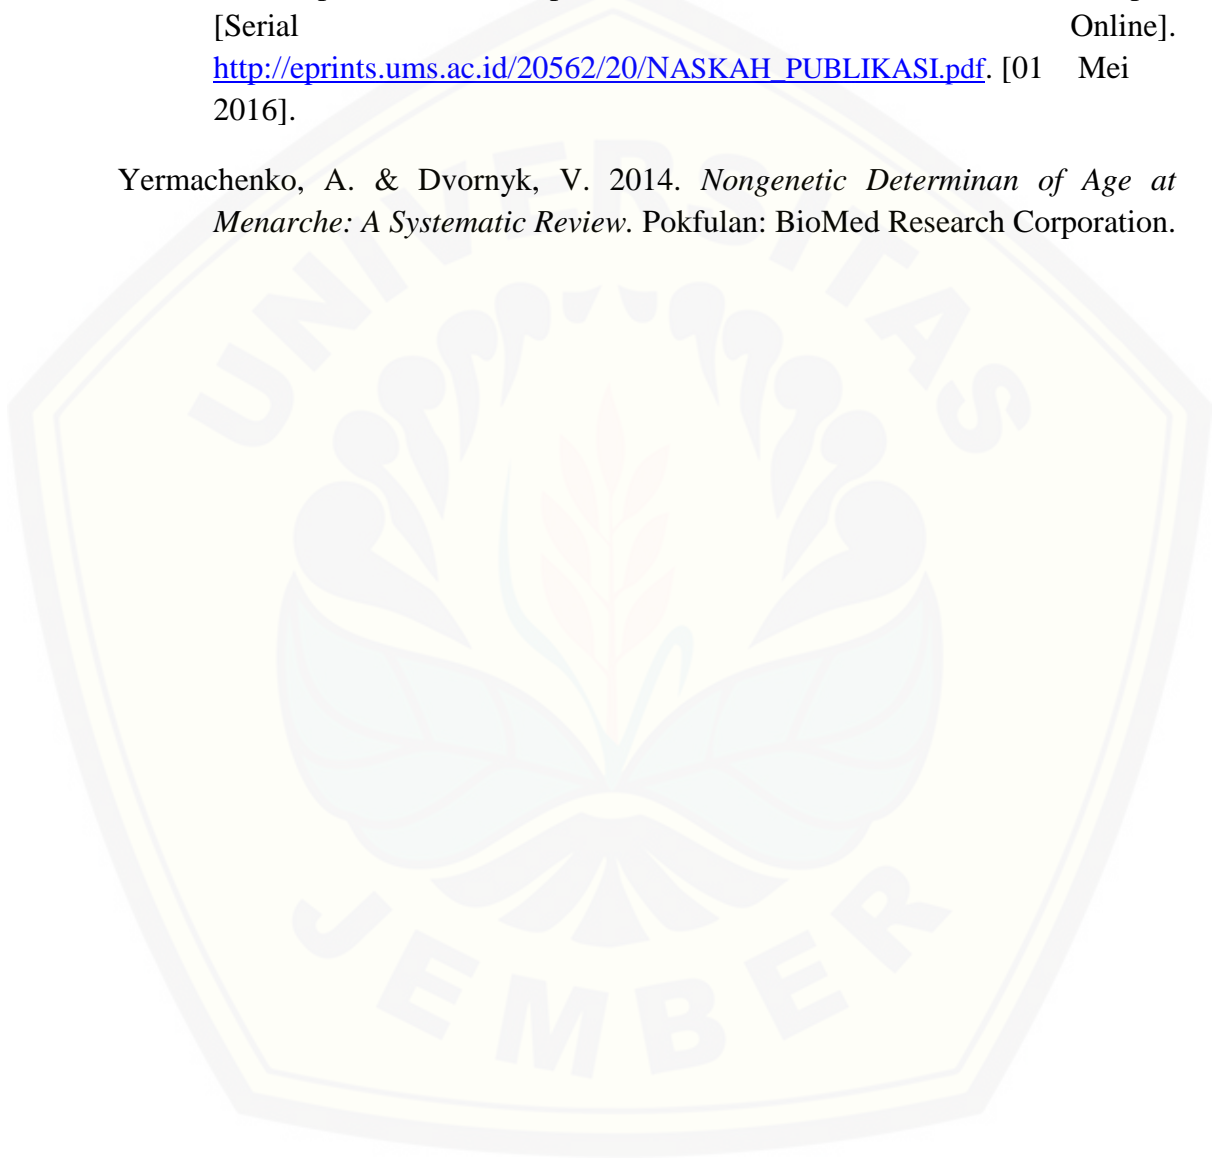 [Serial Online].
http://eprints.ums.ac.id/20562/20/NASKAH_PUBLIKASI.pdf. [01 Mei
2016].
Yermachenko, A. & Dvornyk, V. 2014. Nongenetic Determinan of Age at
Menarche: A Systematic Review. Pokfulan: BioMed Research Corporation.
UNIVERSITAS
JEMBER